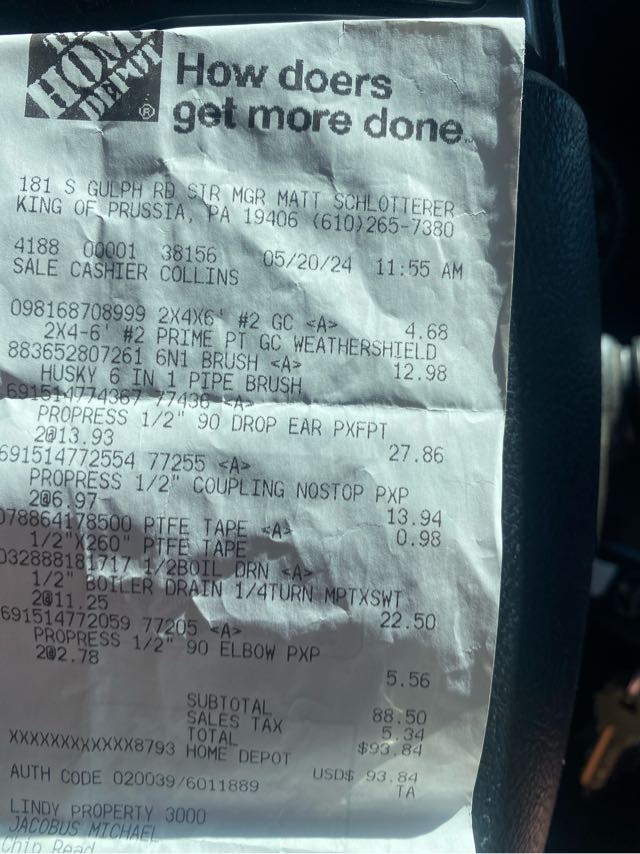 THE
HOME
DEPOT
®
How doers
get more done.
181 S GULPH RD STR MGR MATT SCHLOTTERER
KING OF PRUSSIA, PA 19406 (610)265-7380
4188 00001 38156 05/20/24 11:55 AM
SALE CASHIER COLLINS
098168708999 2X4X6' #2 GC <A> 4.68
2X4-6' #2 PRIME PT GC WEATHERSHIELD
883652807261 6N1 BRUSH <A> 12.98
HUSKY 6 IN 1 PIPE BRUSH
691514774367 77436 <A>
PROPRESS 1/2" 90 DROP EAR PXFPT
2@13.93 27.86
691514772554 77255 <A>
PROPRESS 1/2" COUPLING NOSTOP PXP
2@6.97 13.94
078864178500 PTFE TAPE <A> 0.98
1/2"X260" PTFE TAPE
032888181717 1/2BOIL DRN <A>
1/2" BOILER DRAIN 1/4TURN MPTXSWT
2@11.25 22.50
691514772059 77205 <A>
PROPRESS 1/2" 90 ELBOW PXP
2@2.78 5.56
SUBTOTAL 88.50
SALES TAX 5.34
TOTAL $93.84
XXXXXXXXXXXX8793 HOME DEPOT
USD$ 93.84
AUTH CODE 020039/6011889 TA
LINDY PROPERTY 3000
JACOBUS MICHAEL
Chip Read